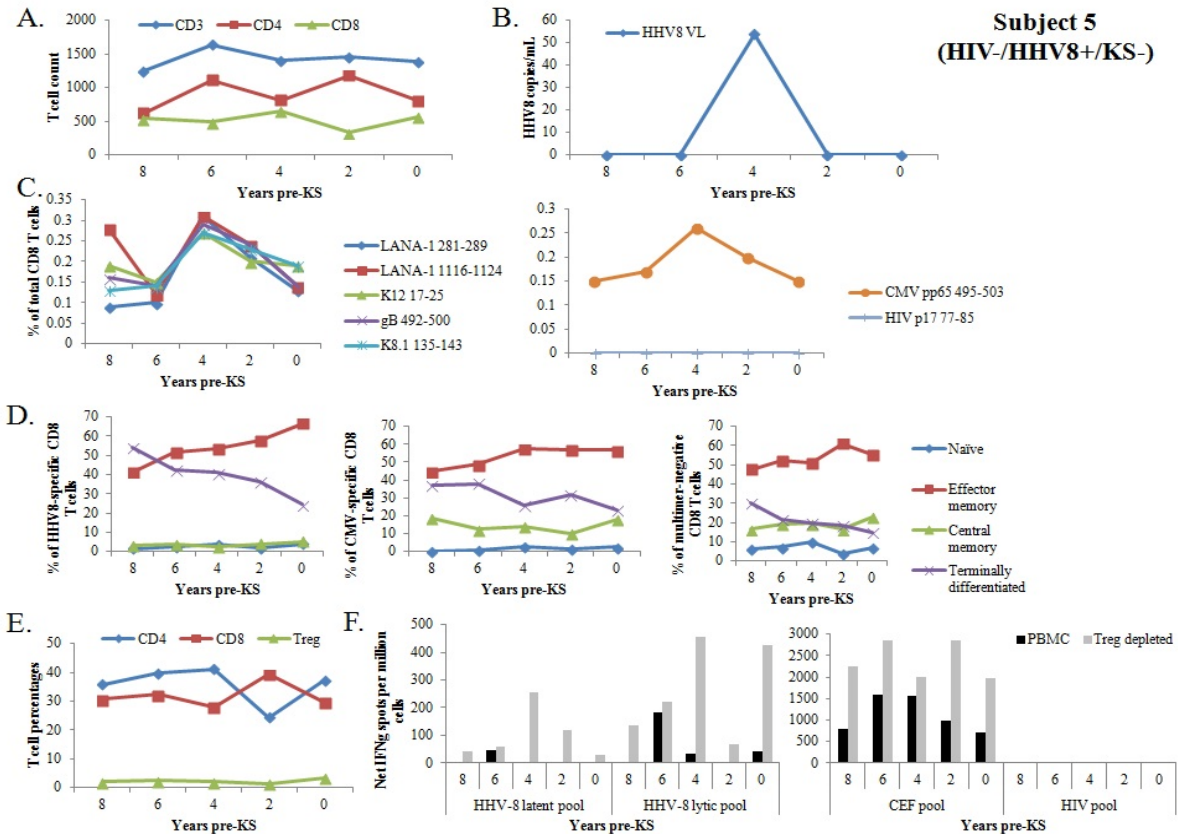 A.
CD3 CD4 CD8
2000
1500
1000
500
0
T cell count
8 6 4 2 0
Years pre-KS
B.
HHV8 VL
60
50
40
30
20
10
0
HHV8 copies/mL
8 6 4 2 0
Years pre-KS
Subject 5
(HIV-/HHV8+/KS-)
C.
0.35
0.3
0.25
0.2
0.15
0.1
0.05
0
% of total CD8 T cells
8 6 4 2 0
Years pre-KS
LANA-1 281-289
LANA-1 1116-1124
K12 17-25
gB 492-500
K8.1 135-143
0.3
0.25
0.2
0.15
0.1
0.05
0
8 6 4 2 0
Years pre-KS
CMV pp65 495-503
HIV p17 77-85
D.
70
60
50
40
30
20
10
0
% of HHV8-specific CD8
T cells
8 6 4 2 0
Years pre-KS
70
60
50
40
30
20
10
0
% of CMV-specific CD8
T cells
8 6 4 2 0
Years pre-KS
70
60
50
40
30
20
10
0
% of multimer-negative
CD8 T cells
8 6 4 2 0
Years pre-KS
Naïve
Effector
memory
Central
memory
Terminally
differentiated
E.
CD4 CD8 Treg
50
40
30
20
10
0
T cell percentages
8 6 4 2 0
Years pre-KS
F.
500
400
300
200
100
0
Net IFNg spots per million
cells
8 6 4 2 0 8 6 4 2 0
HHV-8 latent pool HHV-8 lytic pool
Years pre-KS
3000
2500
2000
1500
1000
500
0
PBMC Treg depleted
8 6 4 2 0 8 6 4 2 0
CEF pool HIV pool
Years pre-KS